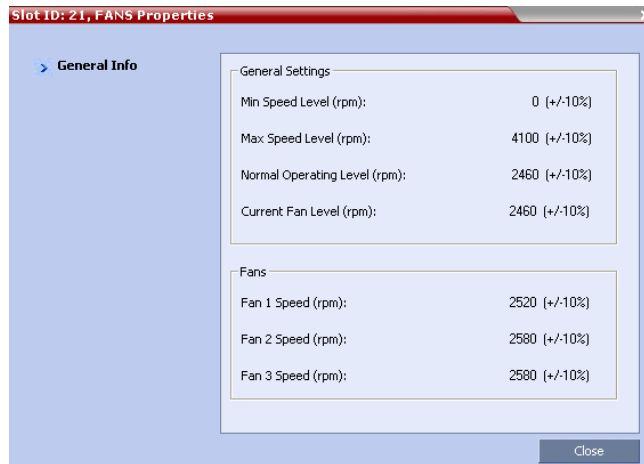 Slot ID: 21, FANS Properties
General Info
General Settings
Min Speed Level (rpm): 0 (+/-10%)
Max Speed Level (rpm): 4100 (+/-10%)
Normal Operating Level (rpm): 2460 (+/-10%)
Current Fan Level (rpm): 2460 (+/-10%)
Fans
Fan 1 Speed (rpm): 2520 (+/-10%)
Fan 2 Speed (rpm): 2580 (+/-10%)
Fan 3 Speed (rpm): 2580 (+/-10%)
Close